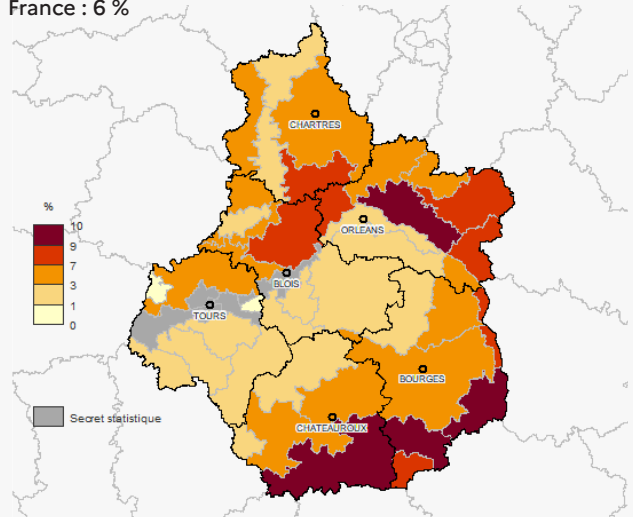 France : 6 %
CHARTRES
%
10
9
7
3
1
0
ORLEANS
BLOIS
TOURS
BOURGES
CHATEAUROUX
Secret statistique